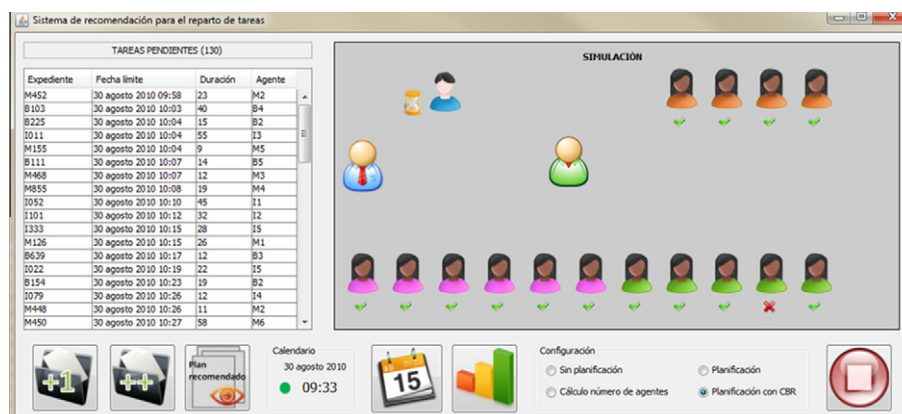 Sistema de recomendación para el reparto de tareas
TAREAS PENDIENTES (130)
Expediente Fecha límite Duración Agente
M452 30 agosto 2010 09:58 23 M2
B103 30 agosto 2010 10:03 40 B4
B225 30 agosto 2010 10:04 15 B2
I011 30 agosto 2010 10:04 55 I3
M155 30 agosto 2010 10:04 9 M5
B111 30 agosto 2010 10:07 14 B5
M468 30 agosto 2010 10:07 12 M3
M855 30 agosto 2010 10:08 19 M4
I052 30 agosto 2010 10:10 45 I1
I101 30 agosto 2010 10:12 32 I2
I333 30 agosto 2010 10:15 28 I5
M126 30 agosto 2010 10:15 26 M1
B639 30 agosto 2010 10:17 12 B3
I022 30 agosto 2010 10:19 22 I5
B154 30 agosto 2010 10:23 19 B2
I079 30 agosto 2010 10:26 12 I4
M448 30 agosto 2010 10:26 11 M2
M450 30 agosto 2010 10:27 58 M6
SIMULACIÓN
+1
++
Plan
recomendado
Calendario
30 agosto 2010
09:33
15
Configuración
Sin planificación
Planificación
Cálculo número de agentes
Planificación con CBR